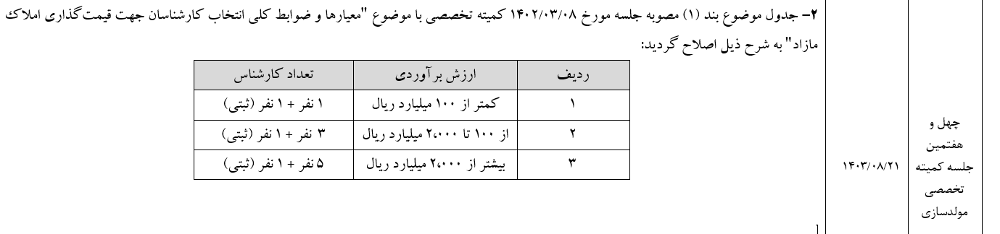 چهل و
هفتمین
جلسه کمیته
تخصصی
مولدسازی
۱۴۰۳/۰۸/۲۱
۲- جدول موضوع بند (۱) مصوبه جلسه مورخ ۱۴۰۲/۰۳/۰۸ کمیته تخصصی با موضوع "معیارها و ضوابط کلی انتخاب کارشناسان جهت قیمت‌گذاری املاک
مازاد" به شرح ذیل اصلاح گردید:
ردیف ارزش برآوردی تعداد کارشناس
۱ کمتر از ۱۰۰ میلیارد ریال ۱ نفر + ۱ نفر (ثبتی)
۲ از ۱۰۰ تا ۲،۰۰۰ میلیارد ریال ۳ نفر + ۱ نفر (ثبتی)
۳ بیشتر از ۲،۰۰۰ میلیارد ریال ۵ نفر + ۱ نفر (ثبتی)